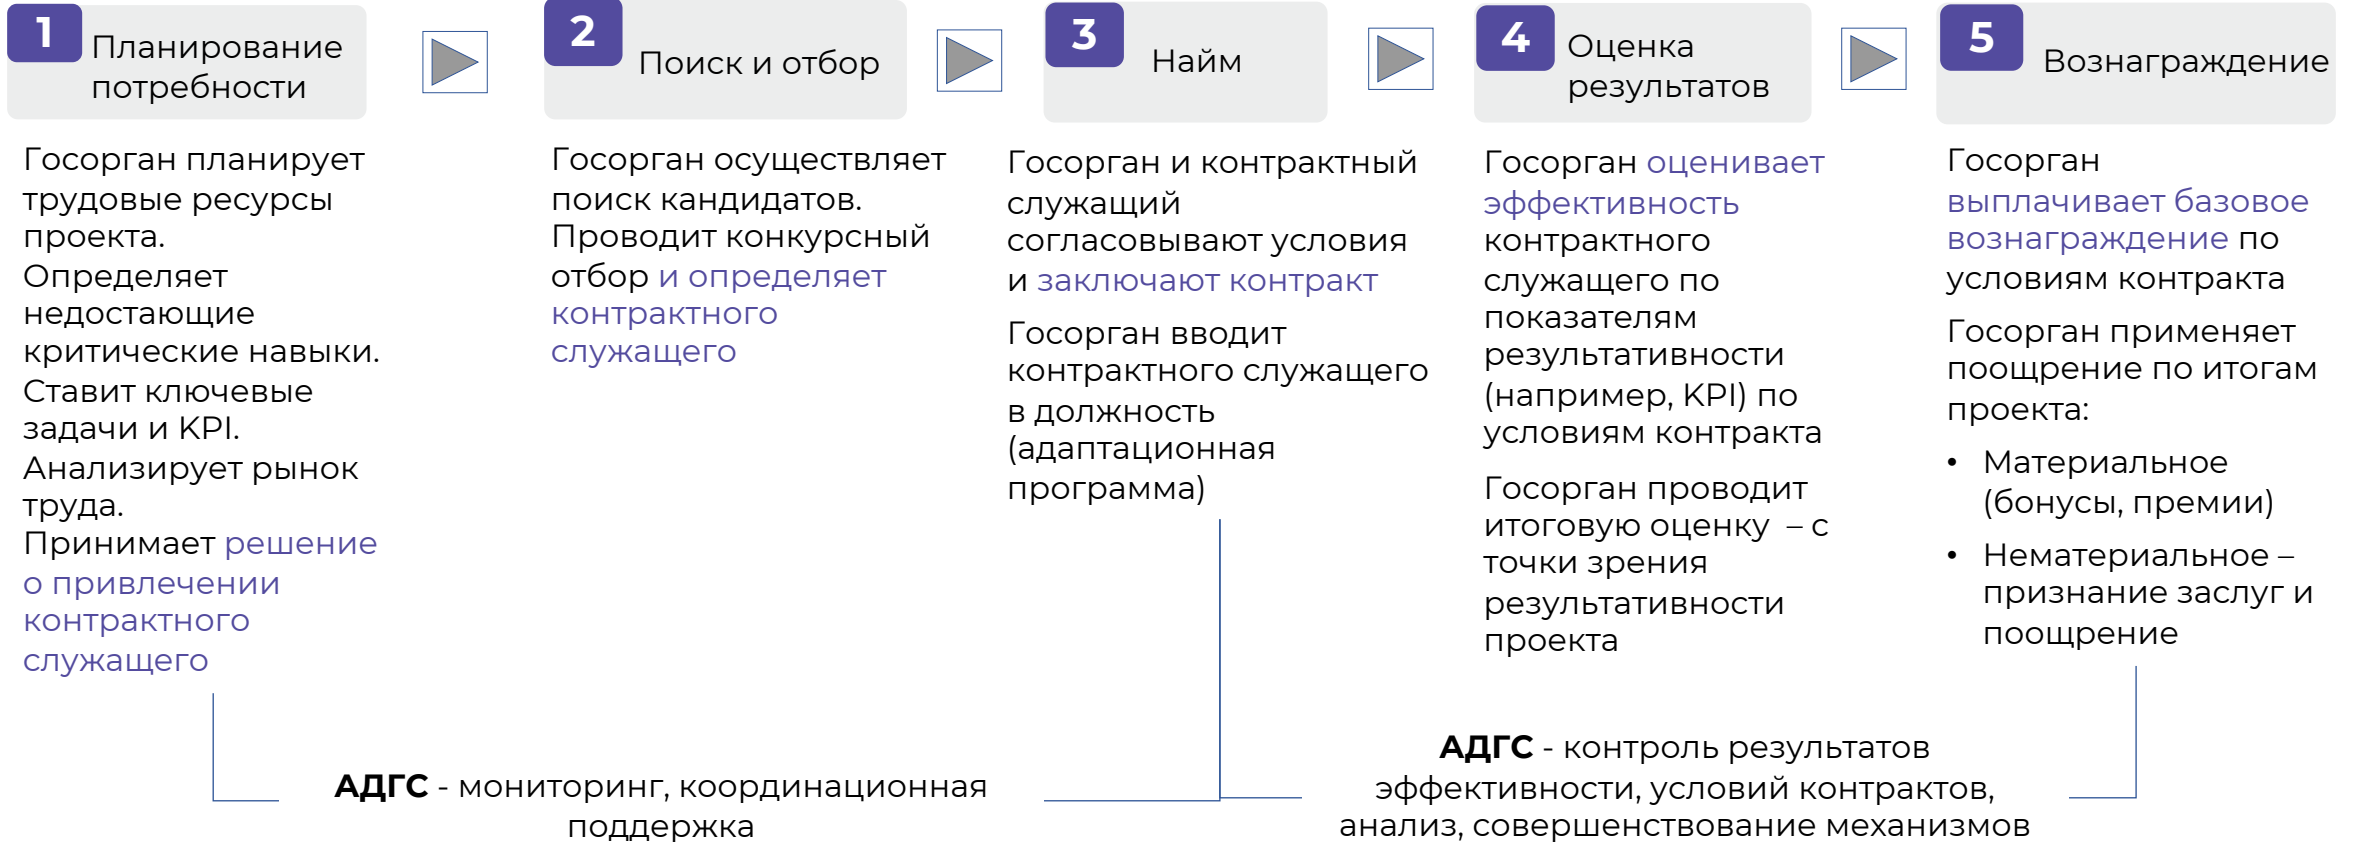 1
Планирование
потребности
Госорган планирует
трудовые ресурсы
проекта.
Определяет
недостающие
критические навыки.
Ставит ключевые
задачи и KPI.
Анализирует рынок
труда.
Принимает решение
о привлечении
контрактного
служащего
2
Поиск и отбор
Госорган осуществляет
поиск кандидатов.
Проводит конкурсный
отбор и определяет
контрактного
служащего
3
Найм
Госорган и контрактный
служащий
согласовывают условия
и заключают контракт
Госорган вводит
контрактного служащего
в должность
(адаптационная
программа)
4
Оценка
результатов
Госорган оценивает
эффективность
контрактного
служащего по
показателям
результативности
(например, KPI) по
условиям контракта
Госорган проводит
итоговую оценку – с
точки зрения
результативности
проекта
5
Вознаграждение
Госорган
выплачивает базовое
вознаграждение по
условиям контракта
Госорган применяет
поощрение по итогам
проекта:
• Материальное
(бонусы, премии)
• Нематериальное –
признание заслуг и
поощрение
АДГС - мониторинг, координационная
поддержка
АДГС - контроль результатов
эффективности, условий контрактов,
анализ, совершенствование механизмов